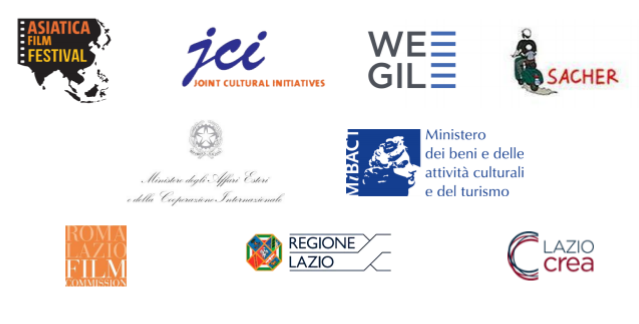 ASIATICA
FILM
FESTIVAL
jci
JOINT CULTURAL INITIATIVES
WE
GIL
SACHER
Ministero degli Affari Esteri
e della Cooperazione Internazionale
MiBACT
Ministero
dei beni e delle
attività culturali
e del turismo
ROMA
LAZIO
FILM
COMMISSION
REGIONE
LAZIO
LAZIO
crea